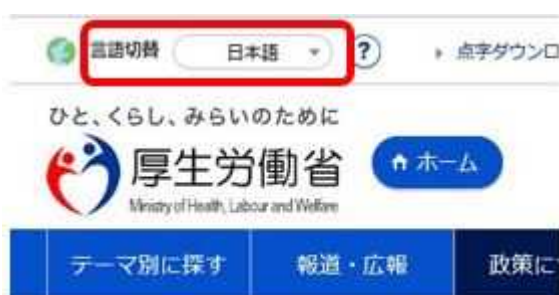 言語切替 日本語 ? 点字ダウンロ
ひと、くらし、みらいのために
厚生労働省 ホーム
Ministry of Health, Labour and Welfare
テーマ別に探す 報道・広報 政策に